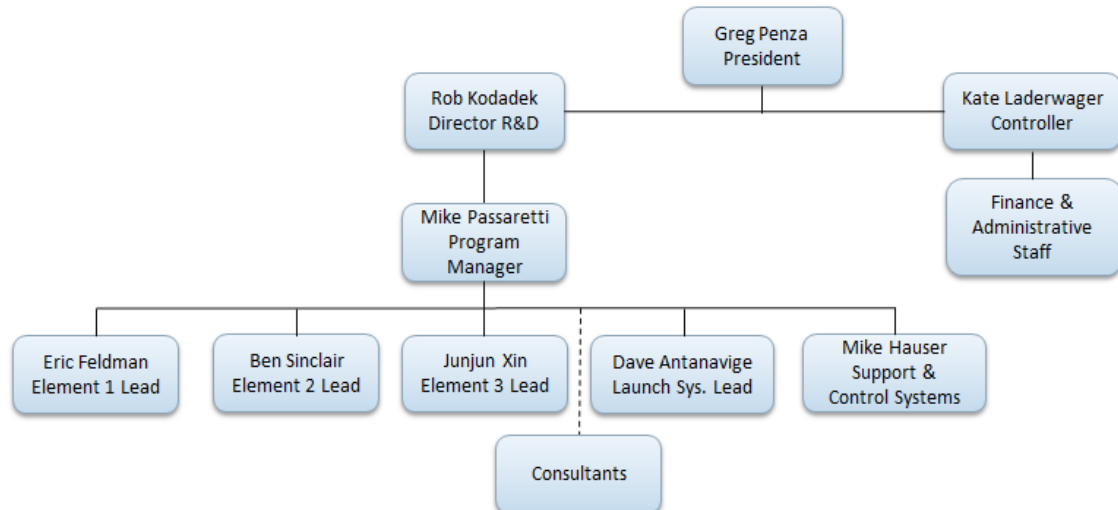 Greg Penza
President
Rob Kodadek
Director R&D
Kate Laderwager
Controller
Mike Passaretti
Program
Manager
Finance &
Administrative
Staff
Eric Feldman
Element 1 Lead
Ben Sinclair
Element 2 Lead
Junjun Xin
Element 3 Lead
Dave Antanavige
Launch Sys. Lead
Mike Hauser
Support &
Control Systems
Consultants